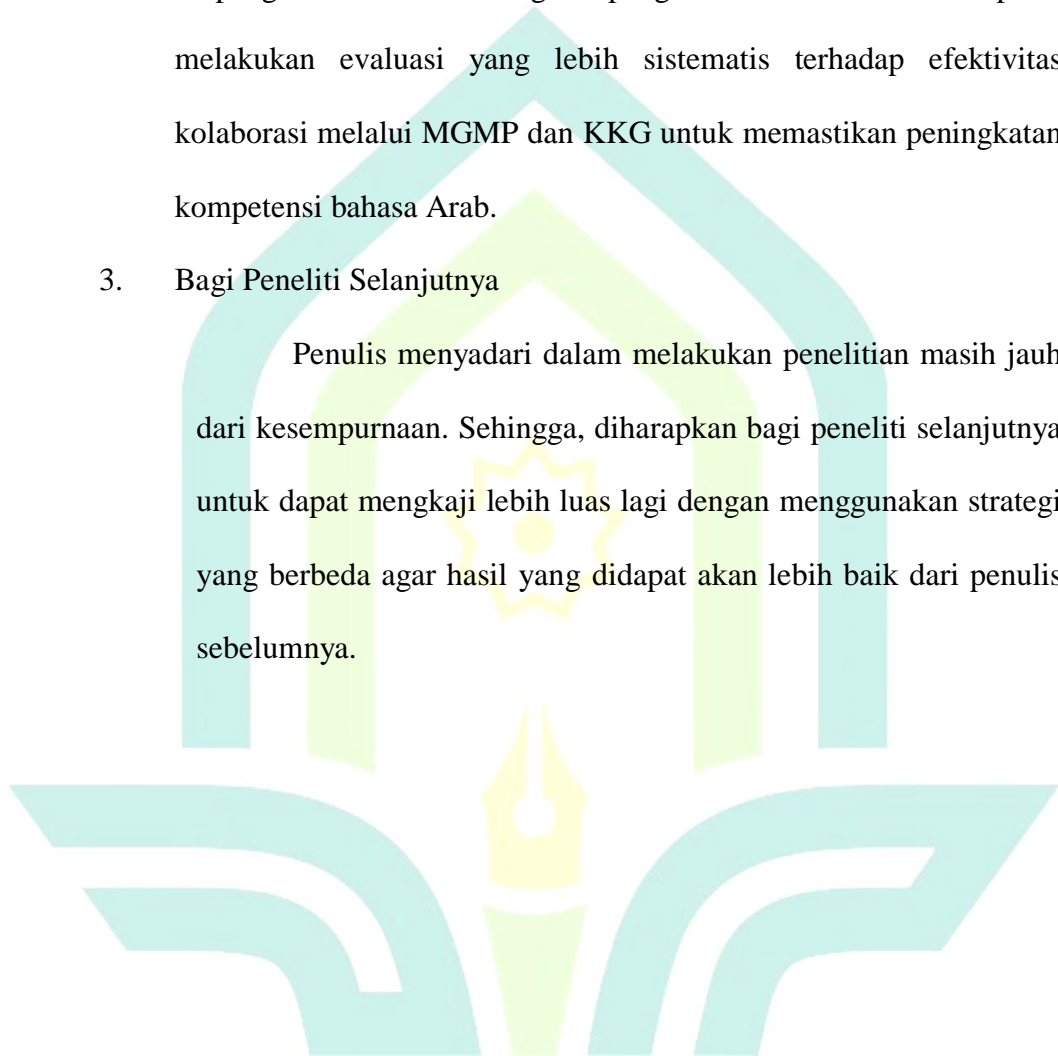 melakukan evaluasi yang lebih sistematis terhadap efektivitas
kolaborasi melalui MGMP dan KKG untuk memastikan peningkatan
kompetensi bahasa Arab.
3. Bagi Peneliti Selanjutnya
Penulis menyadari dalam melakukan penelitian masih jauh
dari kesempurnaan. Sehingga, diharapkan bagi peneliti selanjutnya
untuk dapat mengkaji lebih luas lagi dengan menggunakan strategi
yang berbeda agar hasil yang didapat akan lebih baik dari penulis
sebelumnya.